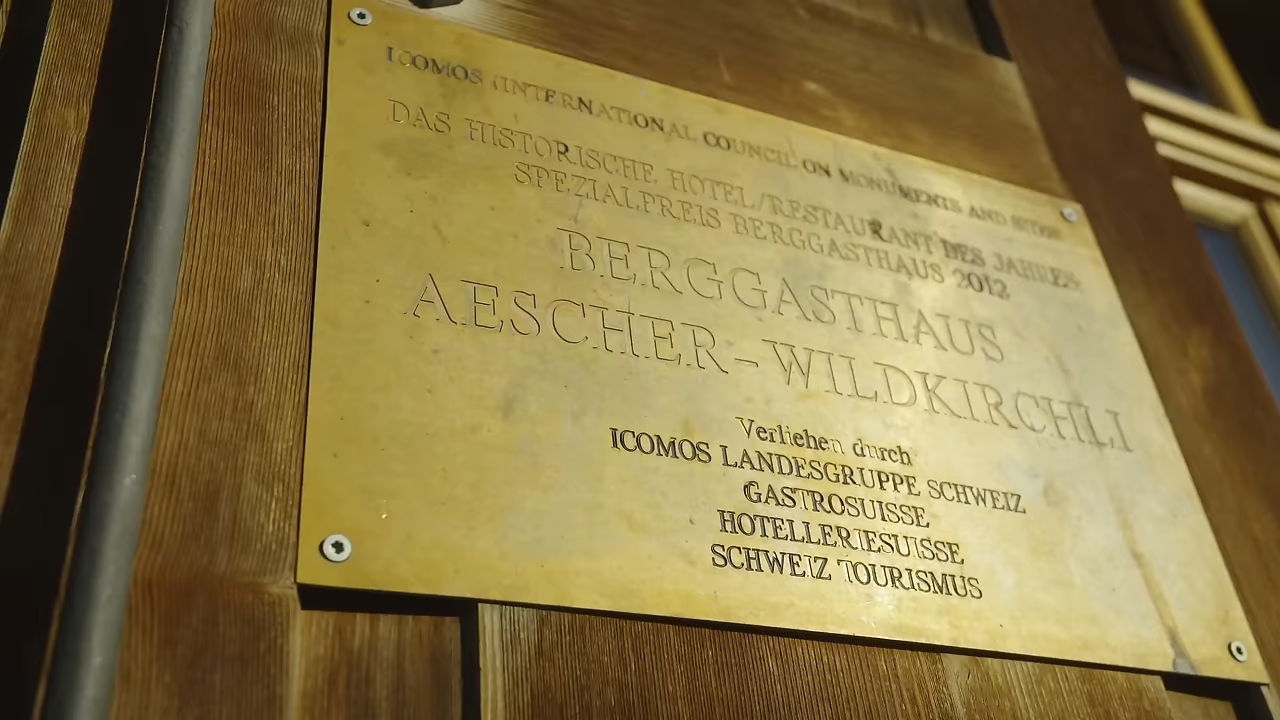 ICOMOS (INTERNATIONAL COUNCIL ON MONUMENTS AND SITES)
DAS HISTORISCHE HOTEL/RESTAURANT DES JAHRES
SPEZIALPREIS BERGGASTHAUS 2012
BERGGASTHAUS
AESCHER-WILDKIRCHLI
Verliehen durch
ICOMOS LANDESGRUPPE SCHWEIZ
GASTROSUISSE
HOTELLERIESUISSE
SCHWEIZ TOURISMUS